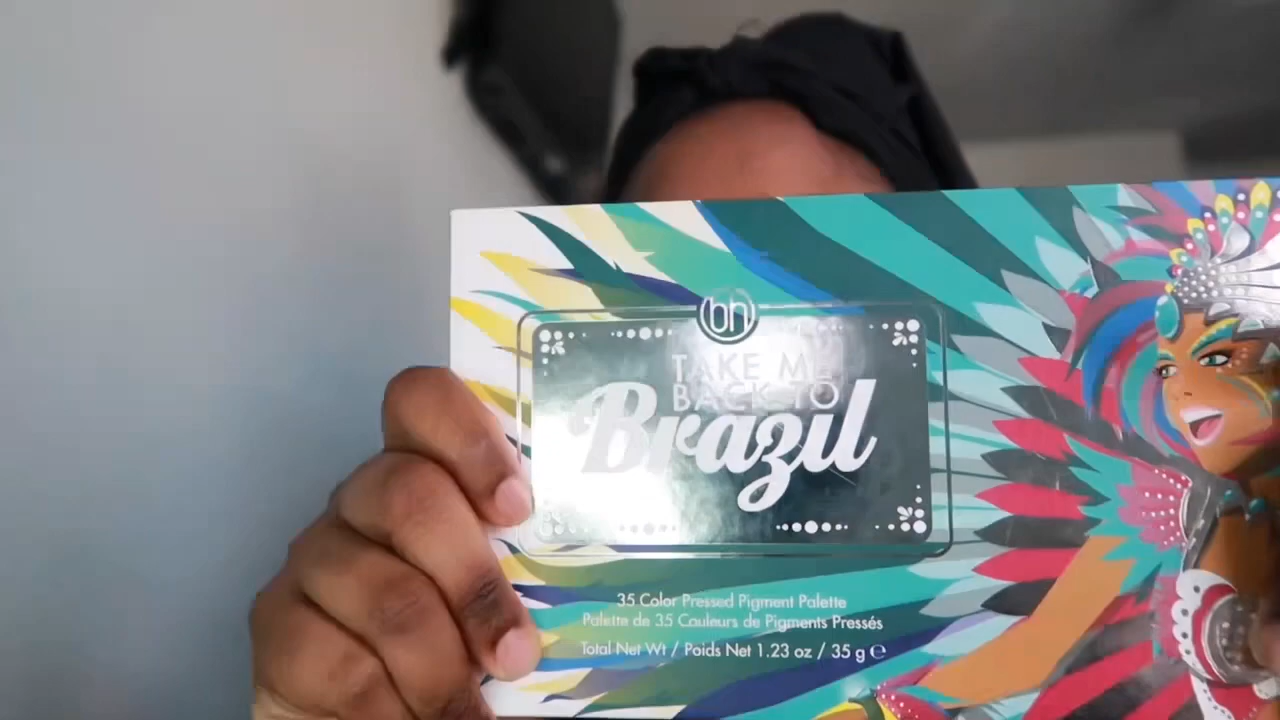 bh
TAKE ME
BACK TO
Brazil
35 Color Pressed Pigment Palette
Palette de 35 Couleurs de Pigments Pressés
Total Net Wt / Poids Net 1.23 oz / 35 g ℮